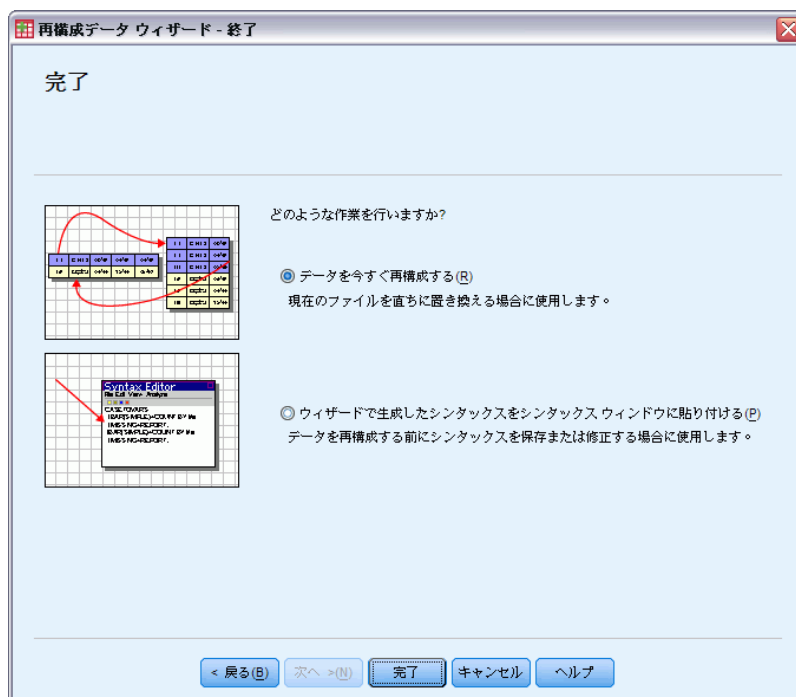 再構成データ ウィザード - 終了
完了
どのような作業を行いますか?
データを今すぐ再構成する(R)
現在のファイルを直ちに置き換える場合に使用します。
Syntax Editor
File Edit View Analyze
ウィザードで生成したシンタックスをシンタックス ウィンドウに貼り付ける(P)
データを再構成する前にシンタックスを保存または修正する場合に使用します。
< 戻る(B)
次へ >(N)
完了
キャンセル
ヘルプ